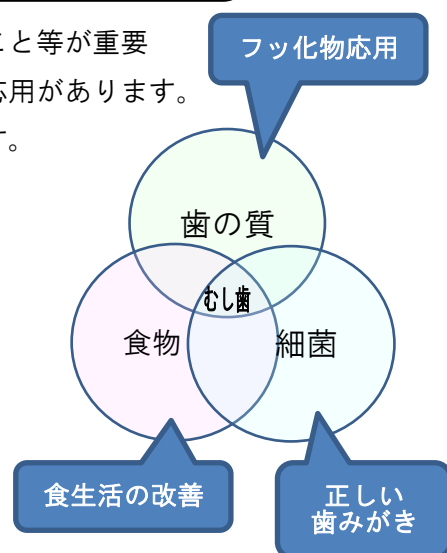 こと等が重要
応用があります。
す。
フッ化物応用
歯の質
むし歯
食物
細菌
食生活の改善
正しい
歯みがき